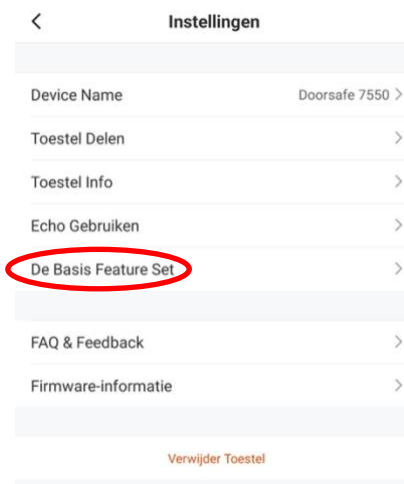 Instellingen
Device Name Doorsafe 7550
Toestel Delen
Toestel Info
Echo Gebruiken
De Basis Feature Set
FAQ & Feedback
Firmware-informatie
Verwijder Toestel